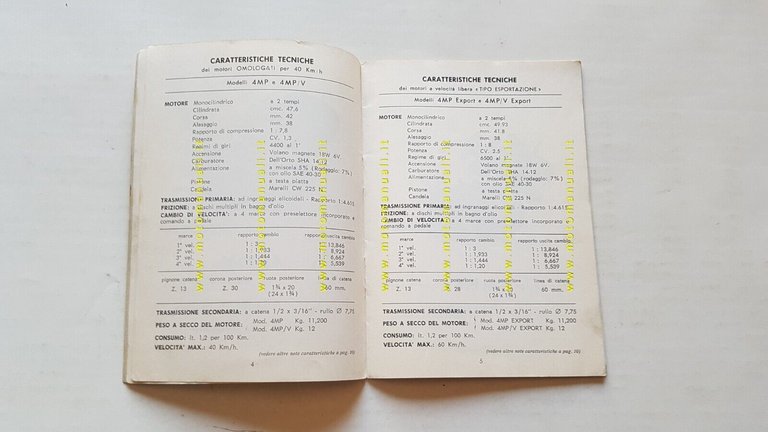 CARATTERISTICHE TECNICHE
dei motori OMOLOGATI per 40 Km/h
Modelli 4MP e 4MP/V
MOTORE Monocilindrico a 2 tempi
Cilindrata cmc. 47,6
Corsa mm. 42
Alesaggio mm. 38
Rapporto di compressione 1 : 7,8
Potenza CV. 1,3
Regime di giri 4400 al 1'
Accensione Volano magnete 18W 6V.
Carburatore Dell'Orto SHA 14.12
Alimentazione a miscela 5% (rodaggio: 7%)
con olio SAE 40-30
Pistone a testa piatta
Candela Marelli CW 225 N
TRASMISSIONE PRIMARIA: ad ingranaggi elicoidali - Rapporto 1:4.615
FRIZIONE: a dischi multipli in bagno d'olio
CAMBIO DI VELOCITA': a 4 marce con preselettore incorporato e
comando a pedale
marce rapporto cambio rapporto uscita cambio
1ª vel. 1 : 3 1 : 13,846
2ª vel. 1 : 1,933 1 : 8,924
3ª vel. 1 : 1,444 1 : 6,667
4ª vel. 1 : 1,20 1 : 5,539
pignone catena corona posteriore ruota posteriore linea di catena
Z. 13 Z. 30 1¾ x 20 60 mm.
(24 x 1¾)
TRASMISSIONE SECONDARIA: a catena 1/2 x 3/16" - rullo Ø 7,75
PESO A SECCO DEL MOTORE: Mod. 4MP Kg. 11,200
Mod. 4MP/V Kg. 12
CONSUMO: lt. 1,2 per 100 Km.
VELOCITA' MAX.: 40 Km/h.
(vedere altre note caratteristiche a pag. 10)
4
CARATTERISTICHE TECNICHE
dei motori a velocità libera «TIPO ESPORTAZIONE»
Modelli 4MP Export e 4MP/V Export
MOTORE Monocilindrico a 2 tempi
Cilindrata cmc. 49,93
Corsa mm. 41.8
Alesaggio mm.
Rapporto di compressione
Potenza CV. 2.5
Regime di giri 6500 al 1'
Accensione Volano magnete 18W 6V.
Carburatore Dell'Orto SHA 14.12
Alimentazione a miscela 5% (rodaggio: 7%)
con olio SAE 40-30
Pistone a testa piatta
Candela Marelli CW 225 N
TRASMISSIONE PRIMARIA: ad ingranaggi elicoidali - Rapporto 1:4.615
FRIZIONE: a dischi multipli in bagno d'olio
CAMBIO DI VELOCITA': a 4 marce con preselettore incorporato e
comando a pedale
marce rapporto cambio rapporto uscita cambio
1ª vel. 1 : 3 1 : 13,846
2ª vel. 1 : 1,933 1 : 8,924
3ª vel. 1 : 1,444 1 : 6,667
4ª vel. 1 : 1,20 1 : 5,539
pignone catena corona posteriore ruota posteriore linea di catena
Z. 13 28 1¾ x 20 60 mm.
(24 x 1¾)
TRASMISSIONE SECONDARIA: a catena 1/2 x 3/16" - rullo Ø 7,75
PESO A SECCO DEL MOTORE: Mod. 4MP EXPORT Kg. 11,200
Mod. 4MP/V EXPORT Kg. 12
CONSUMO: lt. 1,2 per 100 Km.
VELOCITA' MAX.: 60 Km/h.
(vedere altre note caratteristiche a pag. 10)
5